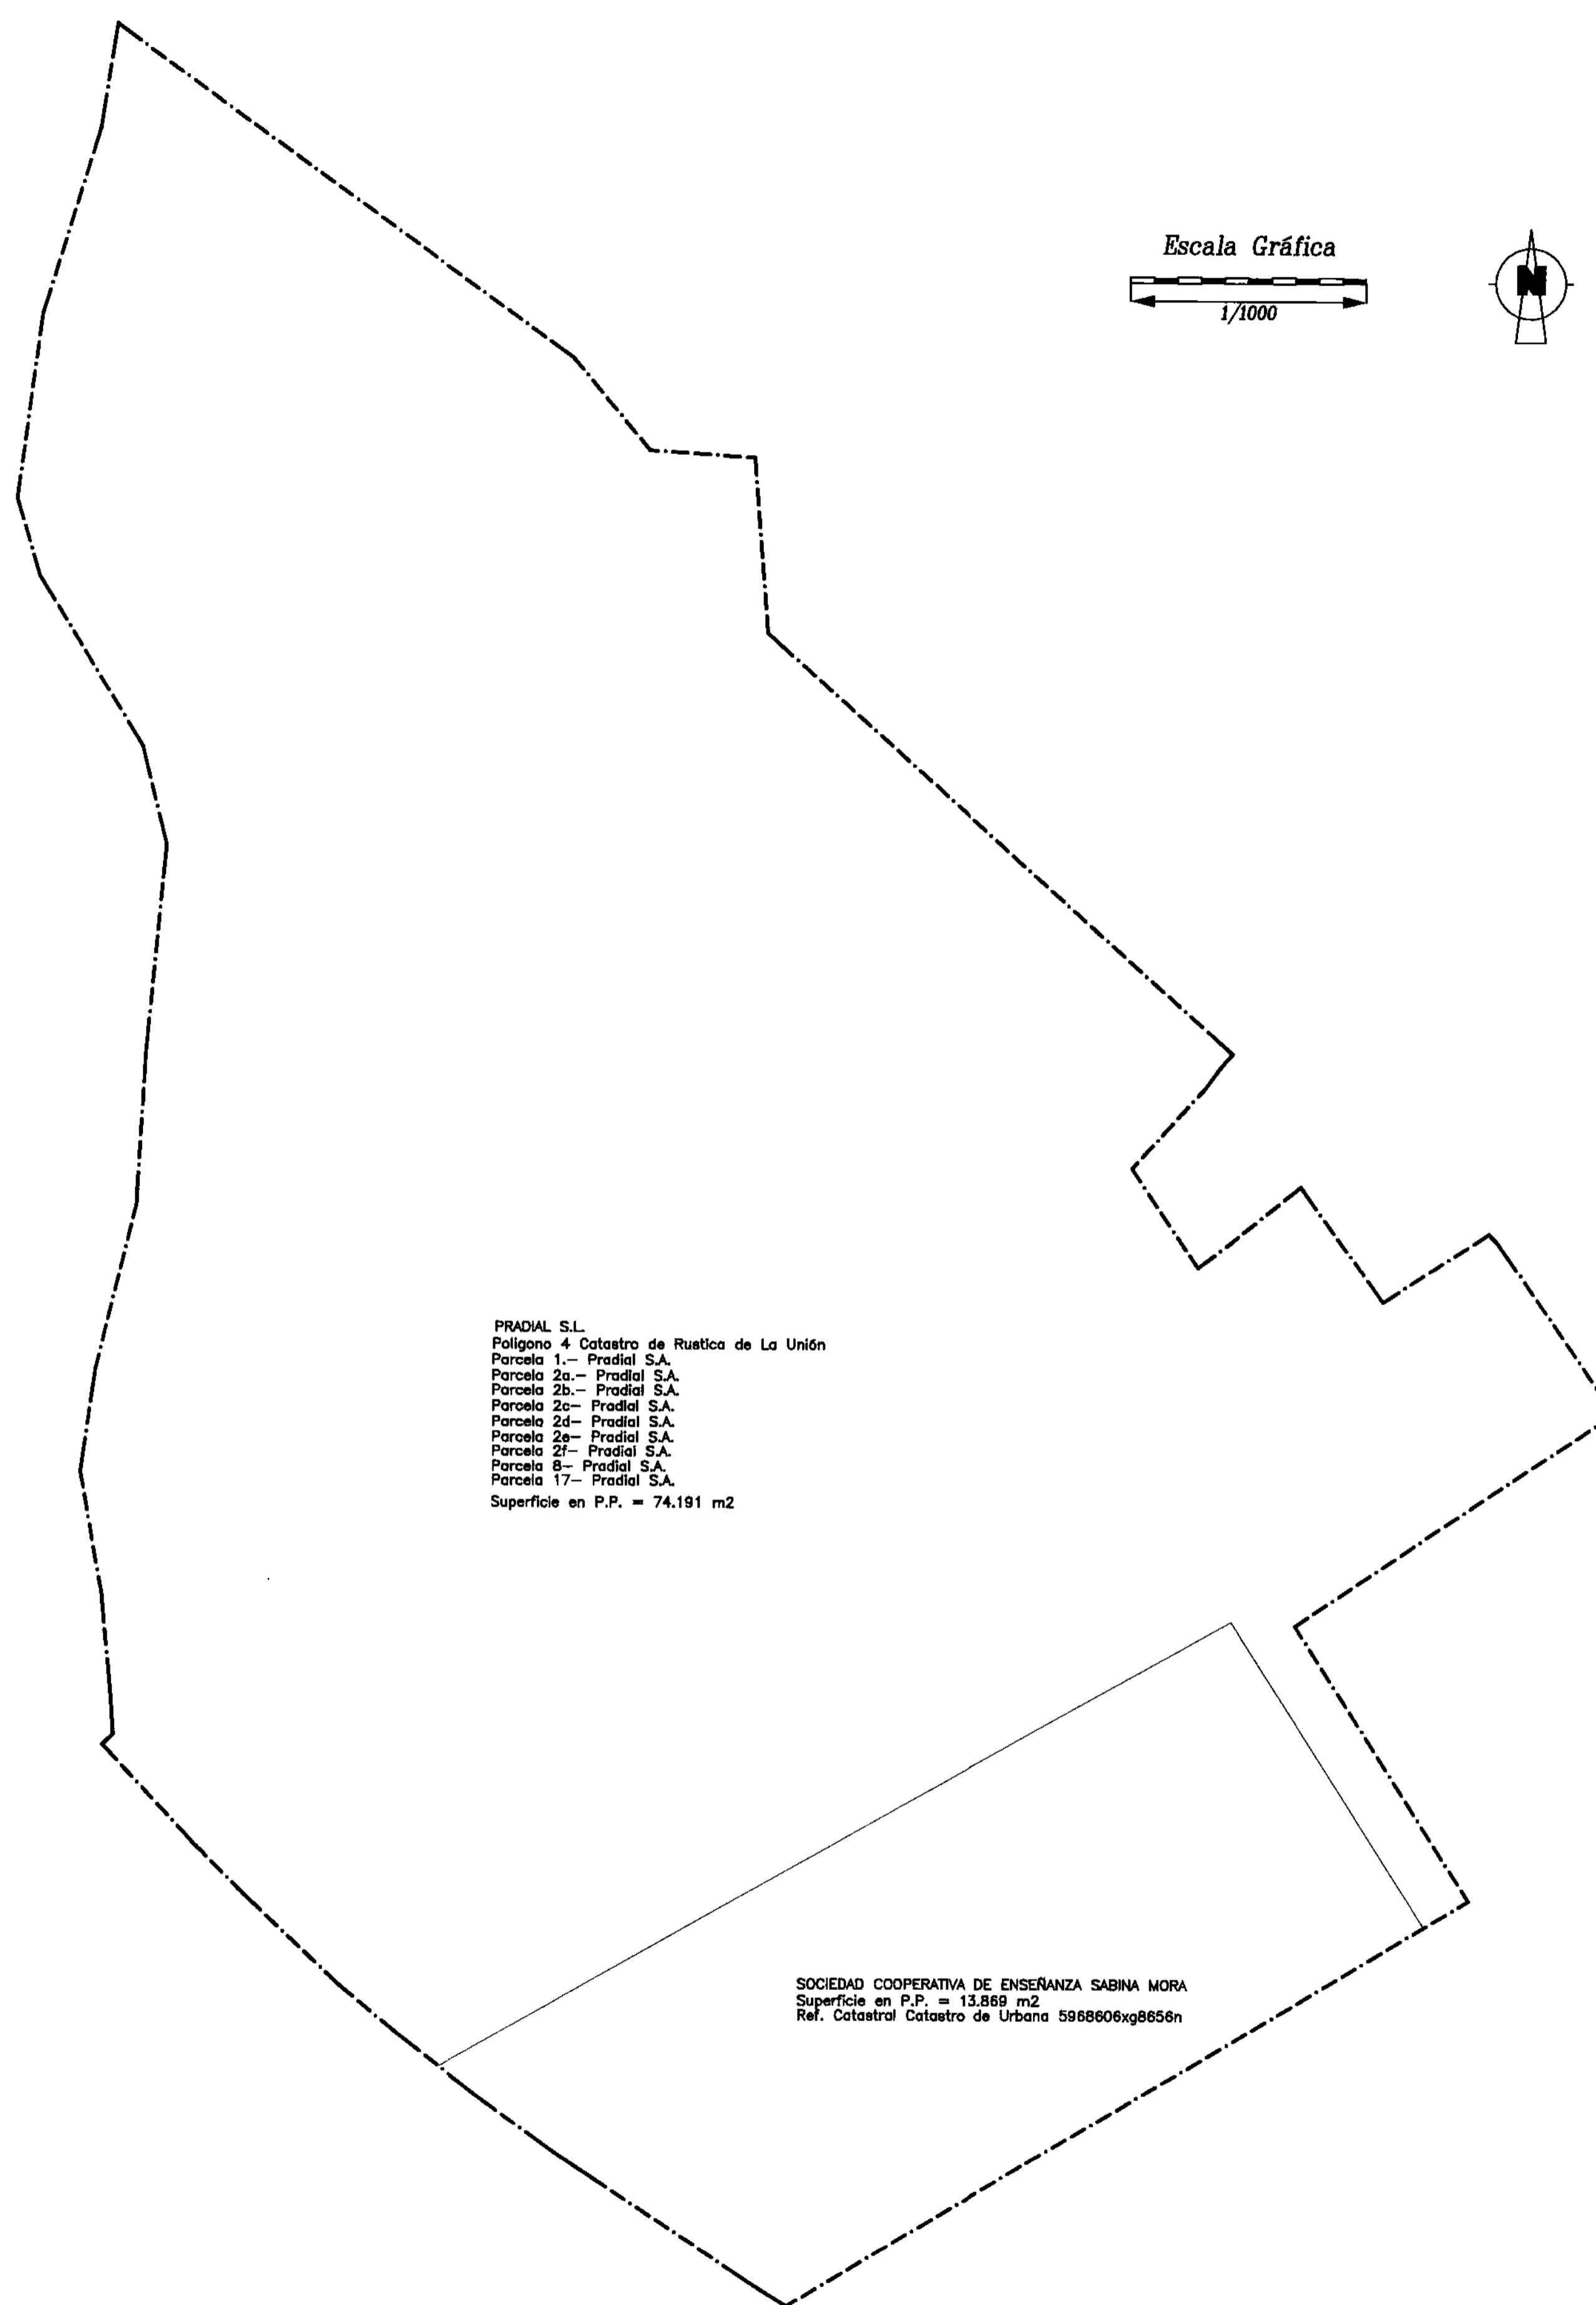 Escala Gráfica
N
1/1000
PRADIAL S.L.
Poligono 4 Catastro de Rustica de La Unión
Parcela 1.— Pradial S.A.
Parcela 2a.— Pradial S.A.
Parcela 2b.— Pradial S.A.
Parcela 2c— Pradial S.A.
Parcela 2d— Pradial S.A.
Parcela 2e— Pradial S.A.
Parcela 2f— Pradial S.A.
Parcela 8— Pradial S.A.
Parcela 17— Pradial S.A.
Superficie en P.P. = 74.191 m2
SOCIEDAD COOPERATIVA DE ENSEÑANZA SABINA MORA
Superficie en P.P. = 13.869 m2
Ref. Catastral Catastro de Urbana 5968606xg8656n